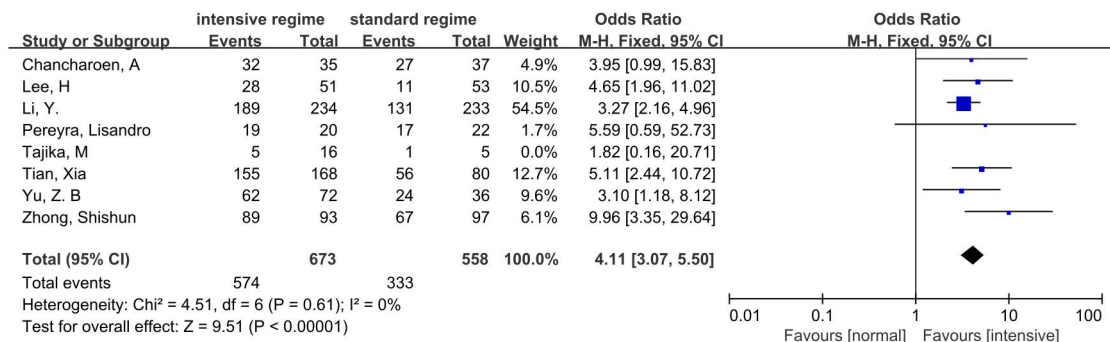 intensive regime standard regime Odds Ratio Odds Ratio
Study or Subgroup Events Total Events Total Weight M-H, Fixed, 95% CI M-H, Fixed, 95% CI
Chancharoen, A 32 35 27 37 4.9% 3.95 [0.99, 15.83]
Lee, H 28 51 11 53 10.5% 4.65 [1.96, 11.02]
Li, Y. 189 234 131 233 54.5% 3.27 [2.16, 4.96]
Pereyra, Lisandro 19 20 17 22 1.7% 5.59 [0.59, 52.73]
Tajika, M 5 16 1 5 0.0% 1.82 [0.16, 20.71]
Tian, Xia 155 168 56 80 12.7% 5.11 [2.44, 10.72]
Yu, Z. B 62 72 24 36 9.6% 3.10 [1.18, 8.12]
Zhong, Shishun 89 93 67 97 6.1% 9.96 [3.35, 29.64]
Total (95% CI) 673 558 100.0% 4.11 [3.07, 5.50]
Total events 574 333
Heterogeneity: Chi² = 4.51, df = 6 (P = 0.61); I² = 0%
Test for overall effect: Z = 9.51 (P < 0.00001)
0.01 0.1 1 10 100
Favours [normal] Favours [intensive]